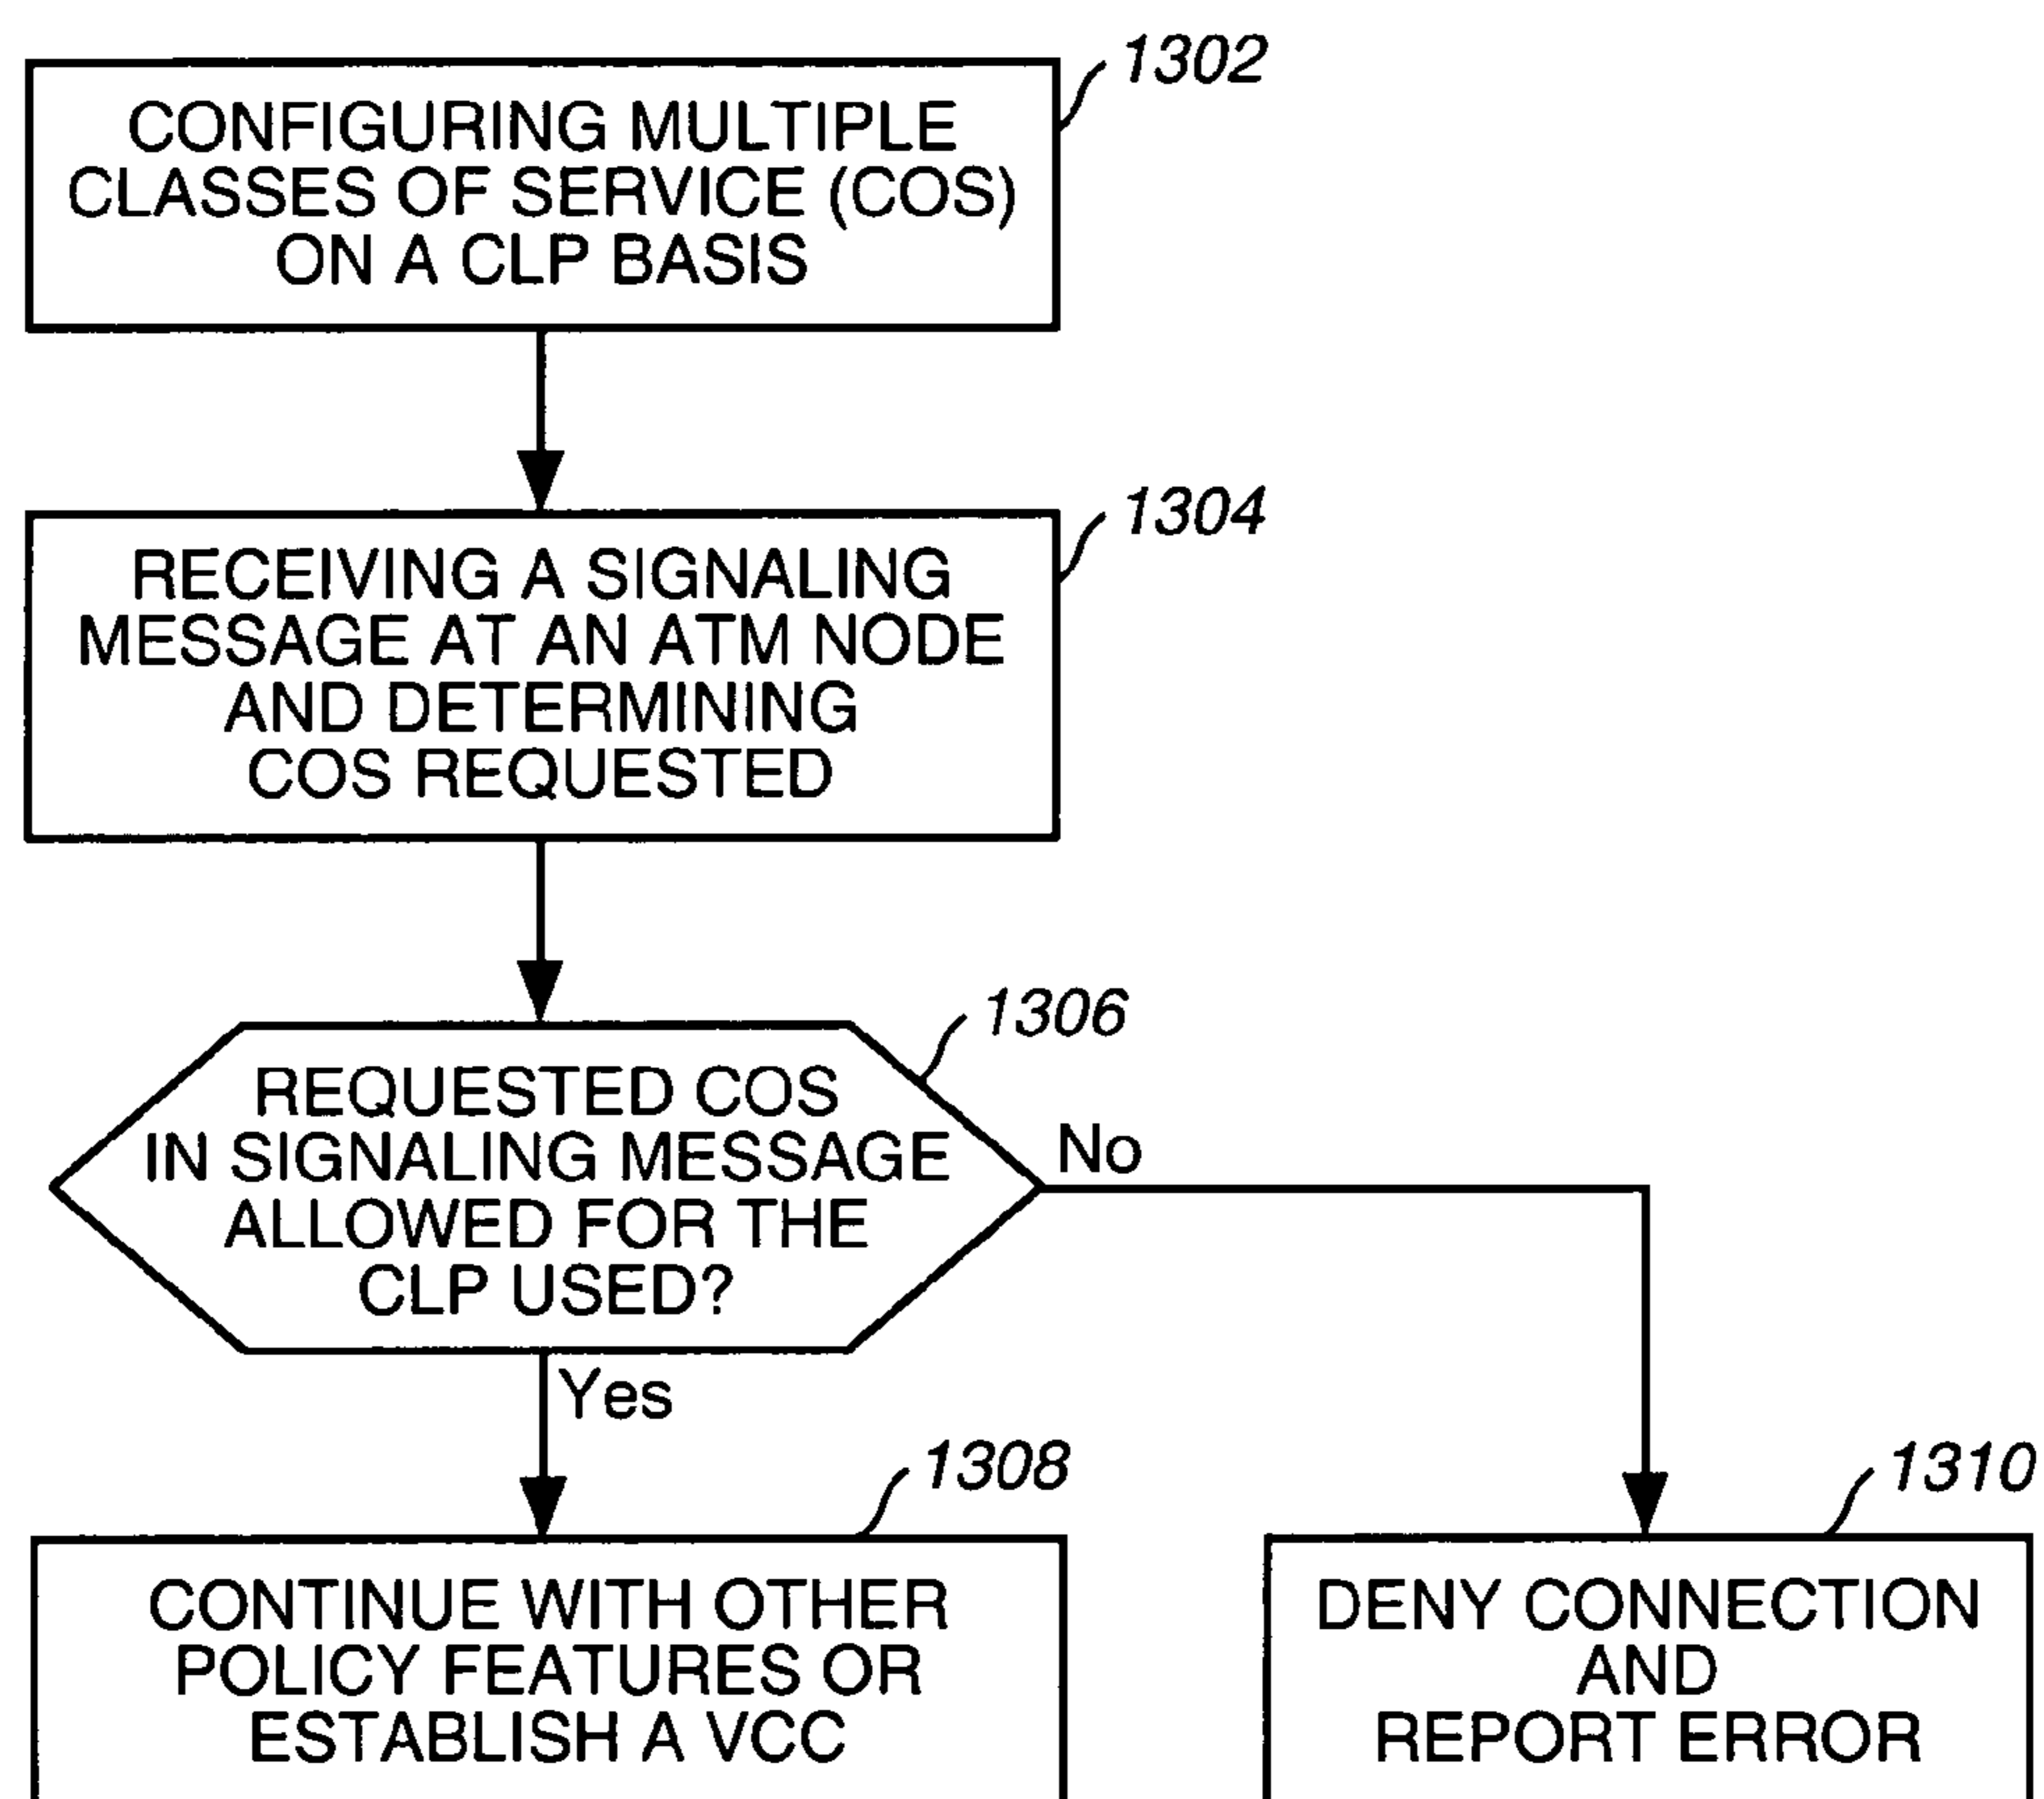 1302
CONFIGURING MULTIPLE
CLASSES OF SERVICE (COS)
ON A CLP BASIS
1304
RECEIVING A SIGNALING
MESSAGE AT AN ATM NODE
AND DETERMINING
COS REQUESTED
1306
REQUESTED COS
IN SIGNALING MESSAGE
ALLOWED FOR THE
CLP USED?
No
Yes
1308
CONTINUE WITH OTHER
POLICY FEATURES OR
ESTABLISH A VCC
1310
DENY CONNECTION
AND
REPORT ERROR